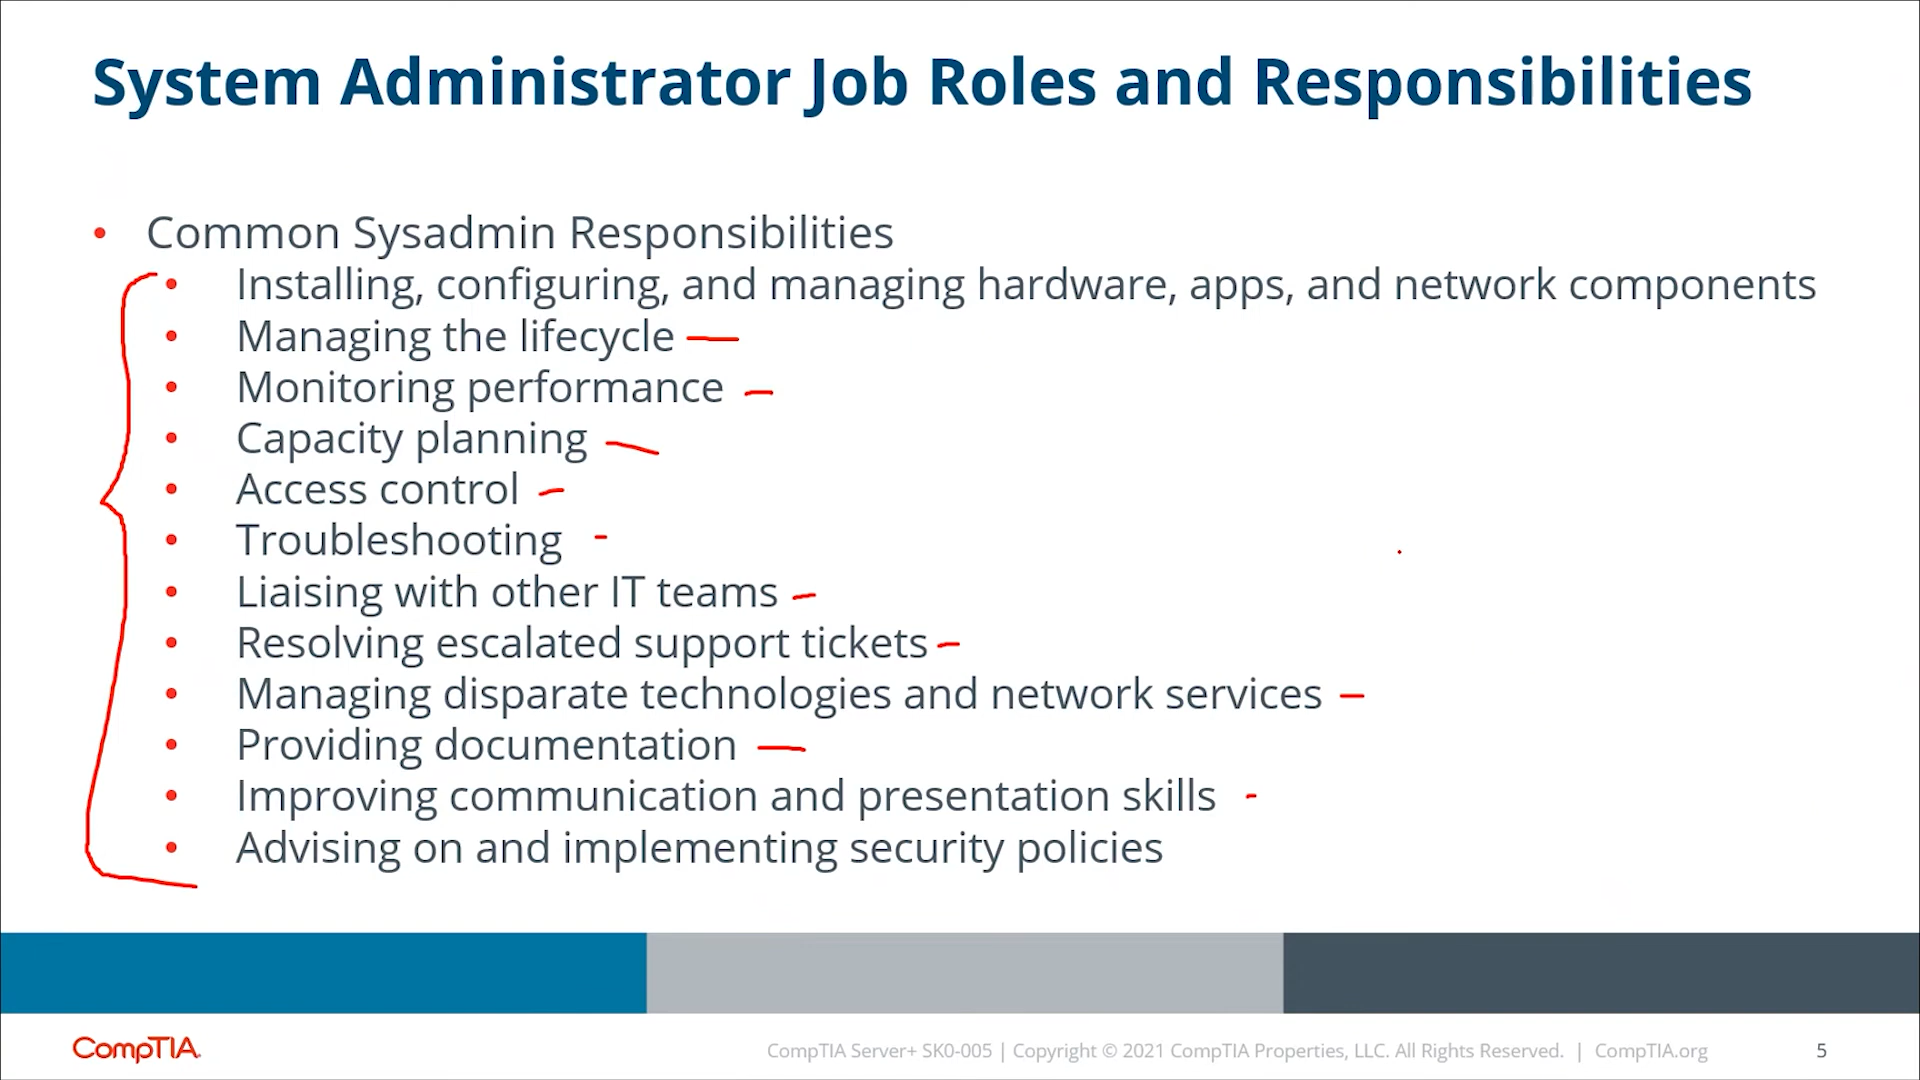 System Administrator Job Roles and Responsibilities
• Common Sysadmin Responsibilities
• Installing, configuring, and managing hardware, apps, and network components
• Managing the lifecycle
• Monitoring performance
• Capacity planning
• Access control
• Troubleshooting
• Liaising with other IT teams
• Resolving escalated support tickets
• Managing disparate technologies and network services
• Providing documentation
• Improving communication and presentation skills
• Advising on and implementing security policies
CompTIA.
CompTIA Server+ SK0-005 | Copyright © 2021 CompTIA Properties, LLC. All Rights Reserved. | CompTIA.org
5